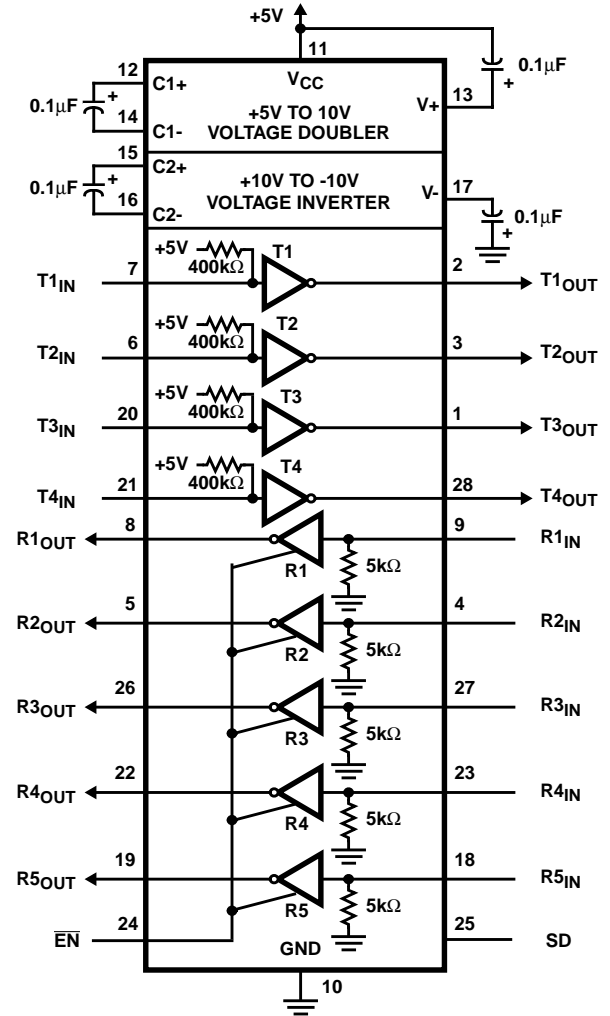 +5V
11
VCC
12
C1+
0.1µF
+
14
C1-
+5V TO 10V
VOLTAGE DOUBLER
V+
13
0.1µF
+
15
C2+
0.1µF
+
16
C2-
+10V TO -10V
VOLTAGE INVERTER
V-
17
0.1µF
+
T1IN
7
+5V
400kΩ
T1
2
T1OUT
T2IN
6
+5V
400kΩ
T2
3
T2OUT
T3IN
20
+5V
400kΩ
T3
1
T3OUT
T4IN
21
+5V
400kΩ
T4
28
T4OUT
R1OUT
8
R1
5kΩ
9
R1IN
R2OUT
5
R2
5kΩ
4
R2IN
R3OUT
26
R3
5kΩ
27
R3IN
R4OUT
22
R4
5kΩ
23
R4IN
R5OUT
19
R5
5kΩ
18
R5IN
E̅N̅
24
GND
25
SD
10